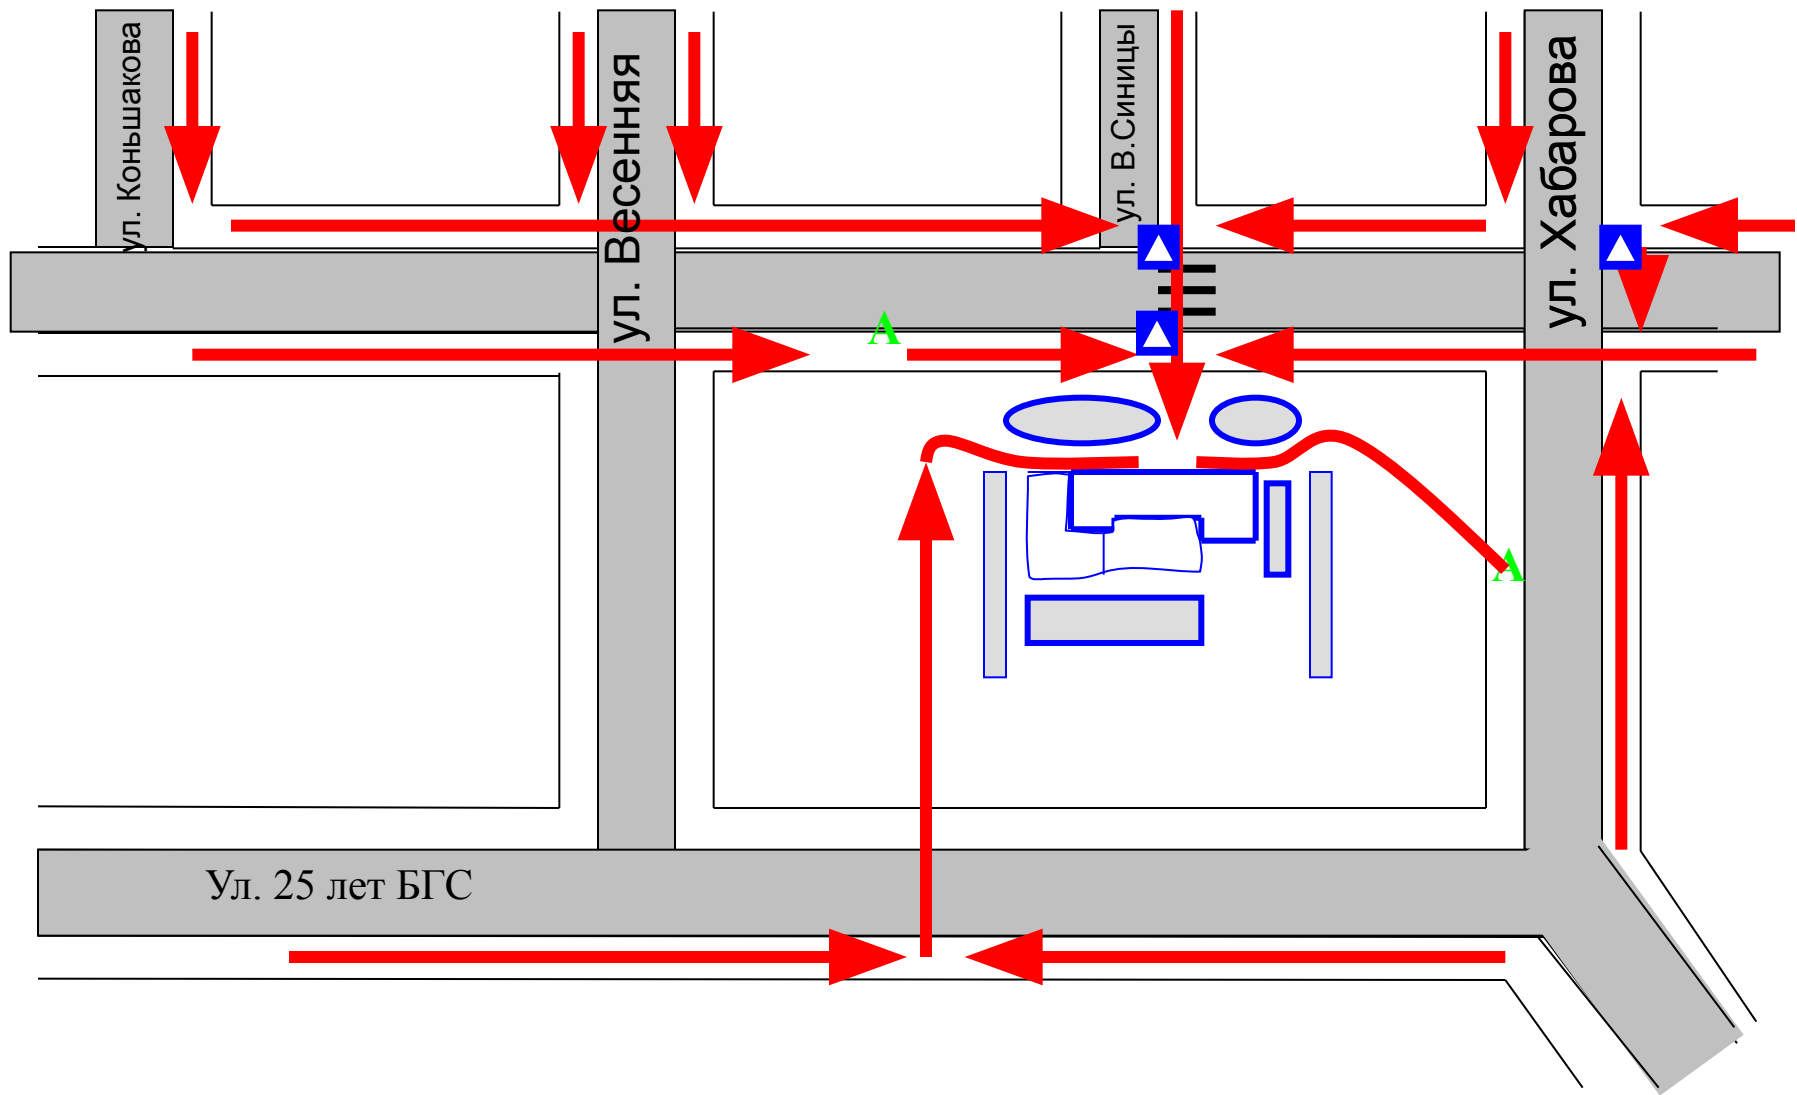 ул. Коньшакова
ул. Весенняя
ул. В.Синицы
ул. Хабарова
А
А
Ул. 25 лет БГС